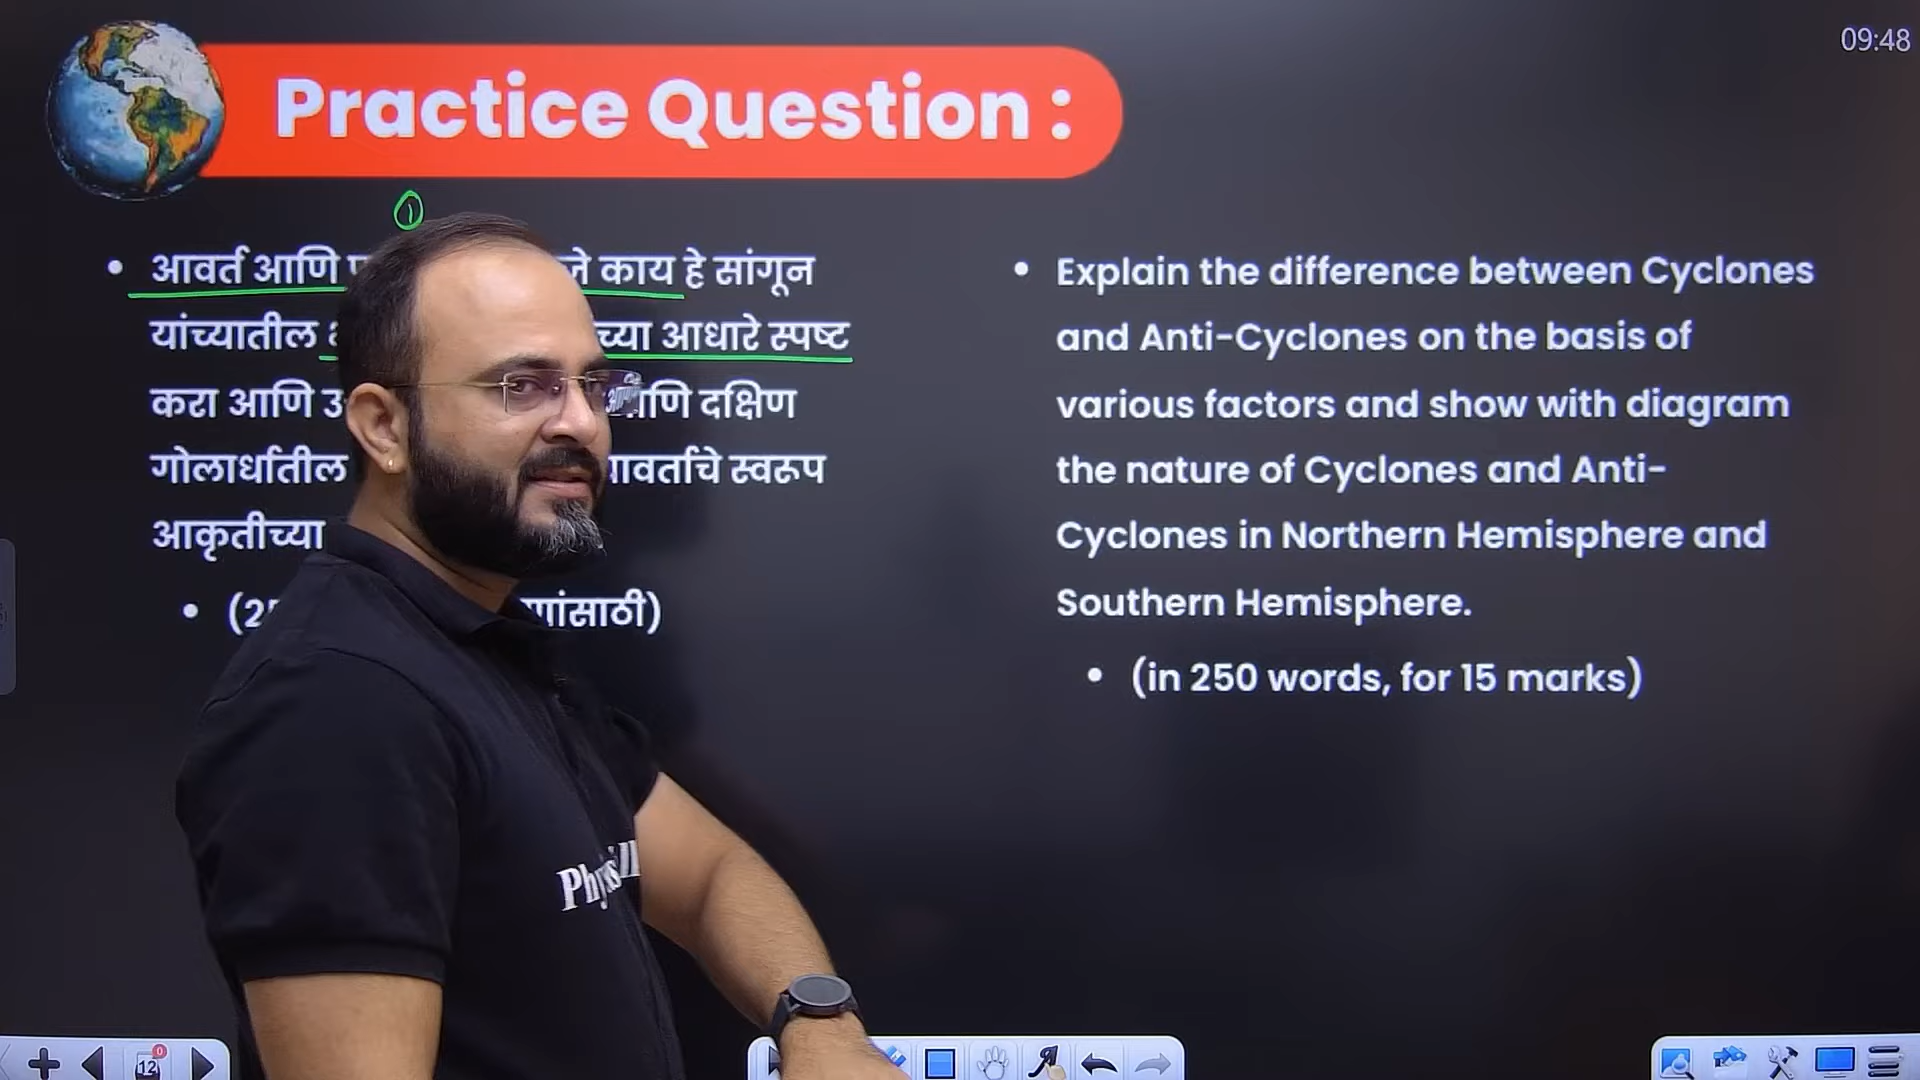 09:48
Practice Question :
①
आवर्त आणि काय हे सांगून
यांच्यातील च्या आधारे स्पष्ट
करा आणि दक्षिण
गोलार्धातील स्वरूप
आकृतीच्या
Explain the difference between Cyclones
and Anti-Cyclones on the basis of
various factors and show with diagram
the nature of Cyclones and Anti-
Cyclones in Northern Hemisphere and
Southern Hemisphere.
(in 250 words, for 15 marks)
12
0